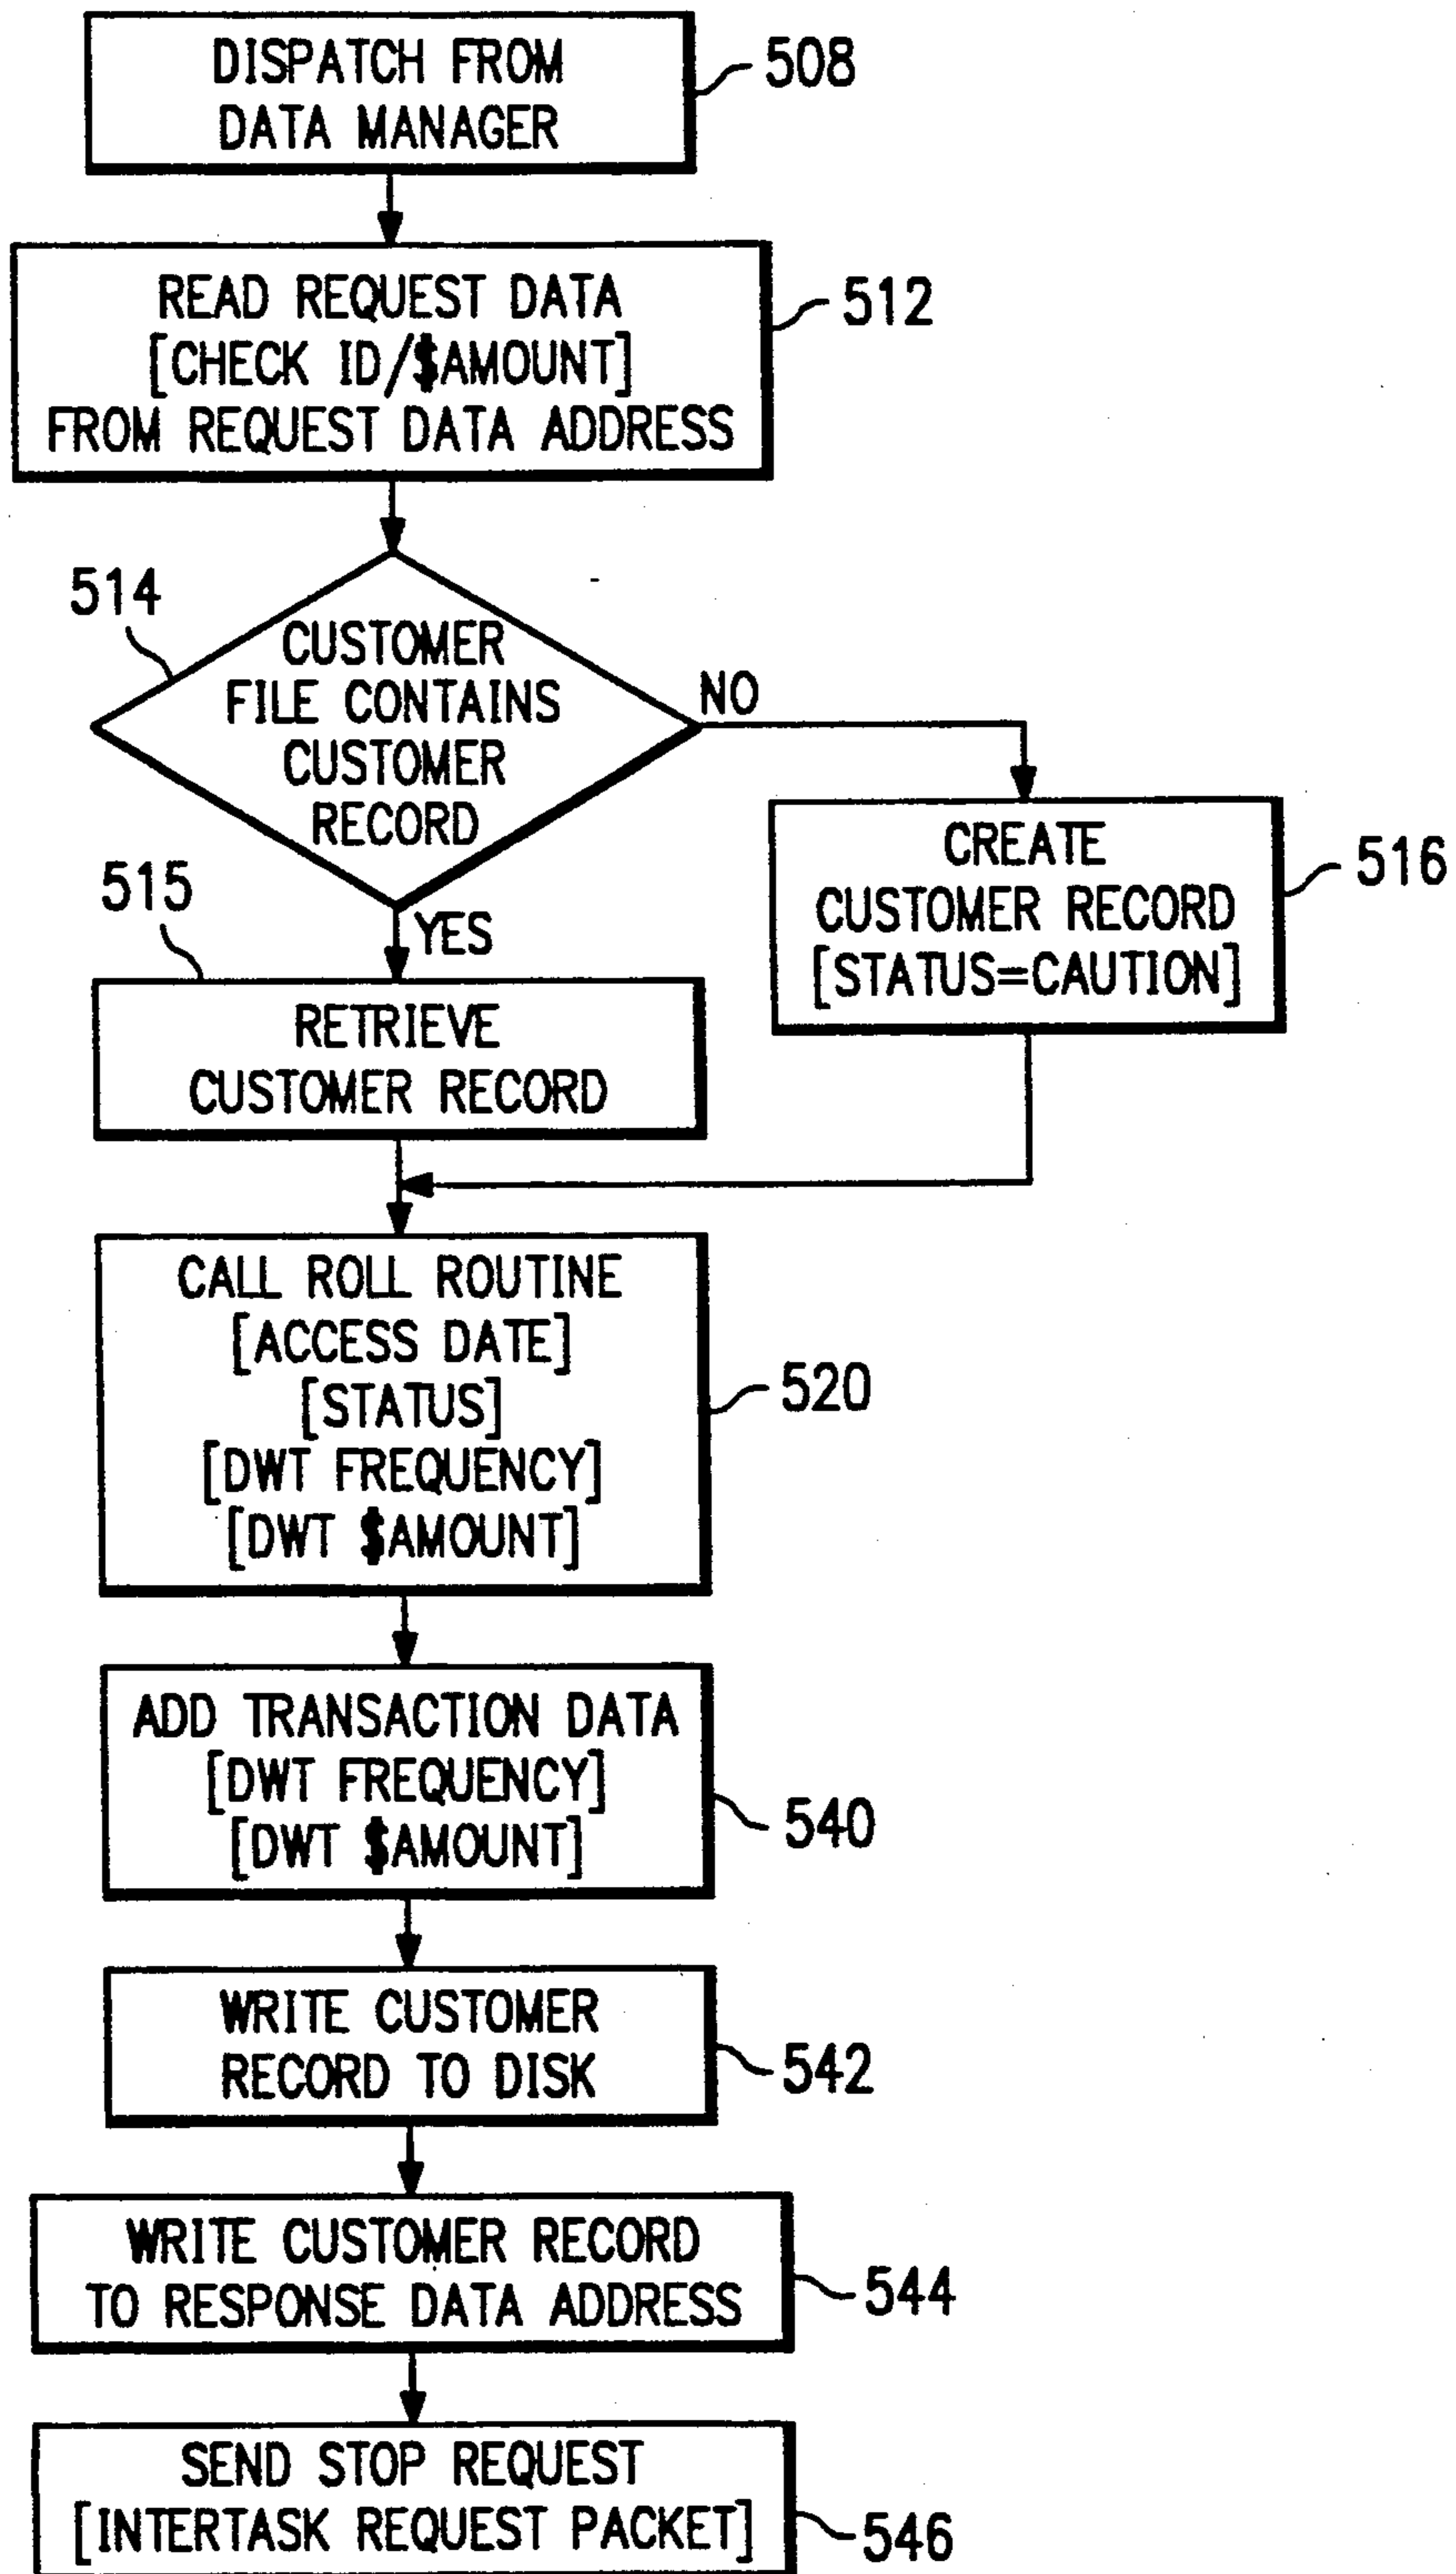 DISPATCH FROM
DATA MANAGER
508
READ REQUEST DATA
[CHECK ID/$AMOUNT]
FROM REQUEST DATA ADDRESS
512
514
CUSTOMER
FILE CONTAINS
CUSTOMER
RECORD
NO
YES
CREATE
CUSTOMER RECORD
[STATUS=CAUTION]
516
515
RETRIEVE
CUSTOMER RECORD
CALL ROLL ROUTINE
[ACCESS DATE]
[STATUS]
[DWT FREQUENCY]
[DWT $AMOUNT]
520
ADD TRANSACTION DATA
[DWT FREQUENCY]
[DWT $AMOUNT]
540
WRITE CUSTOMER
RECORD TO DISK
542
WRITE CUSTOMER RECORD
TO RESPONSE DATA ADDRESS
544
SEND STOP REQUEST
[INTERTASK REQUEST PACKET]
546